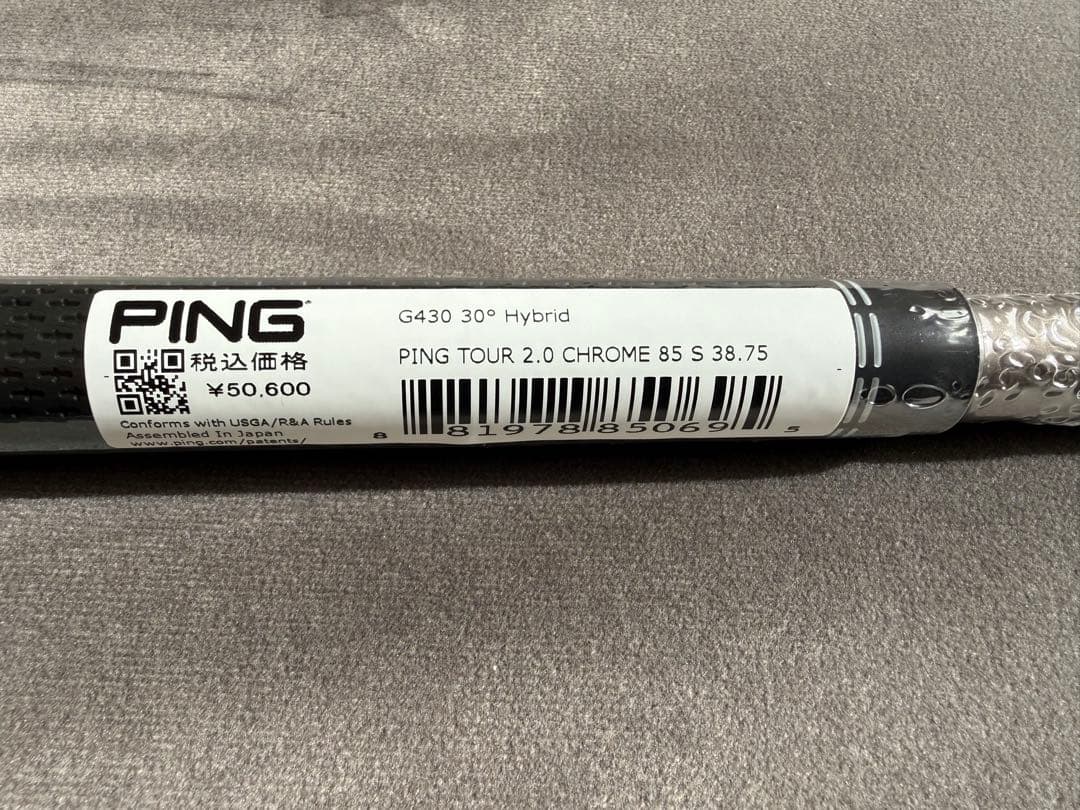 PING
税込価格
¥50,600
Conforms with USGA/R&A Rules
Assembled In Japan
www.ping.com/patents/
G430 30° Hybrid
PING TOUR 2.0 CHROME 85 S 38.75
8 81978 85069 5